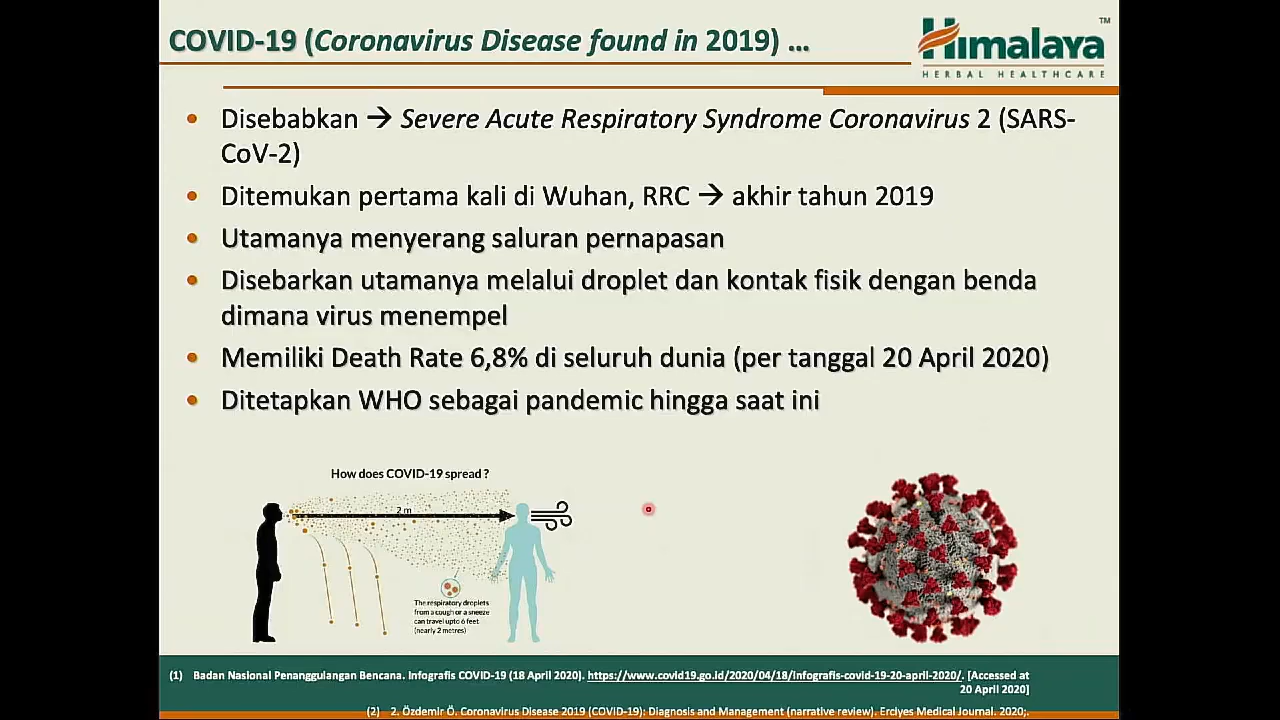 COVID-19 (Coronavirus Disease found in 2019) ...
Himalaya
TM
HERBAL HEALTHCARE
• Disebabkan → Severe Acute Respiratory Syndrome Coronavirus 2 (SARS-
CoV-2)
• Ditemukan pertama kali di Wuhan, RRC → akhir tahun 2019
• Utamanya menyerang saluran pernapasan
• Disebarkan utamanya melalui droplet dan kontak fisik dengan benda
dimana virus menempel
• Memiliki Death Rate 6,8% di seluruh dunia (per tanggal 20 April 2020)
• Ditetapkan WHO sebagai pandemic hingga saat ini
How does COVID-19 spread ?
2 m
The respiratory droplets
from a cough or a sneeze
can travel upto 6 feet
(nearly 2 metres)
(1) Badan Nasional Penanggulangan Bencana. Infografis COVID-19 (18 April 2020). https://www.covid19.go.id/2020/04/18/infografis-covid-19-20-april-2020/. [Accessed at
20 April 2020]
(2) 2. Özdemir Ö. Coronavirus Disease 2019 (COVID-19): Diagnosis and Management (narrative review). Erciyes Medical Journal. 2020;.